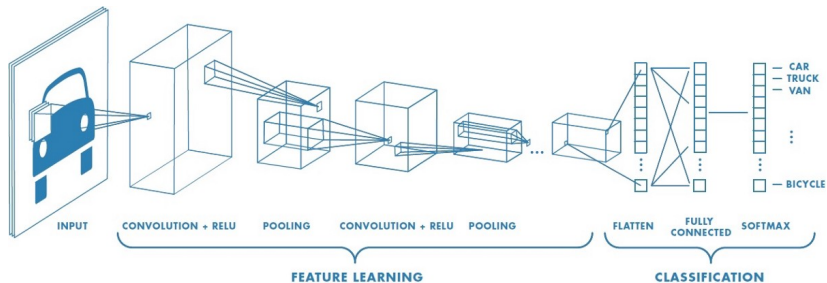 CAR
TRUCK
VAN
BICYCLE
INPUT
CONVOLUTION + RELU
POOLING
CONVOLUTION + RELU
POOLING
FLATTEN
FULLY
CONNECTED
SOFTMAX
FEATURE LEARNING
CLASSIFICATION